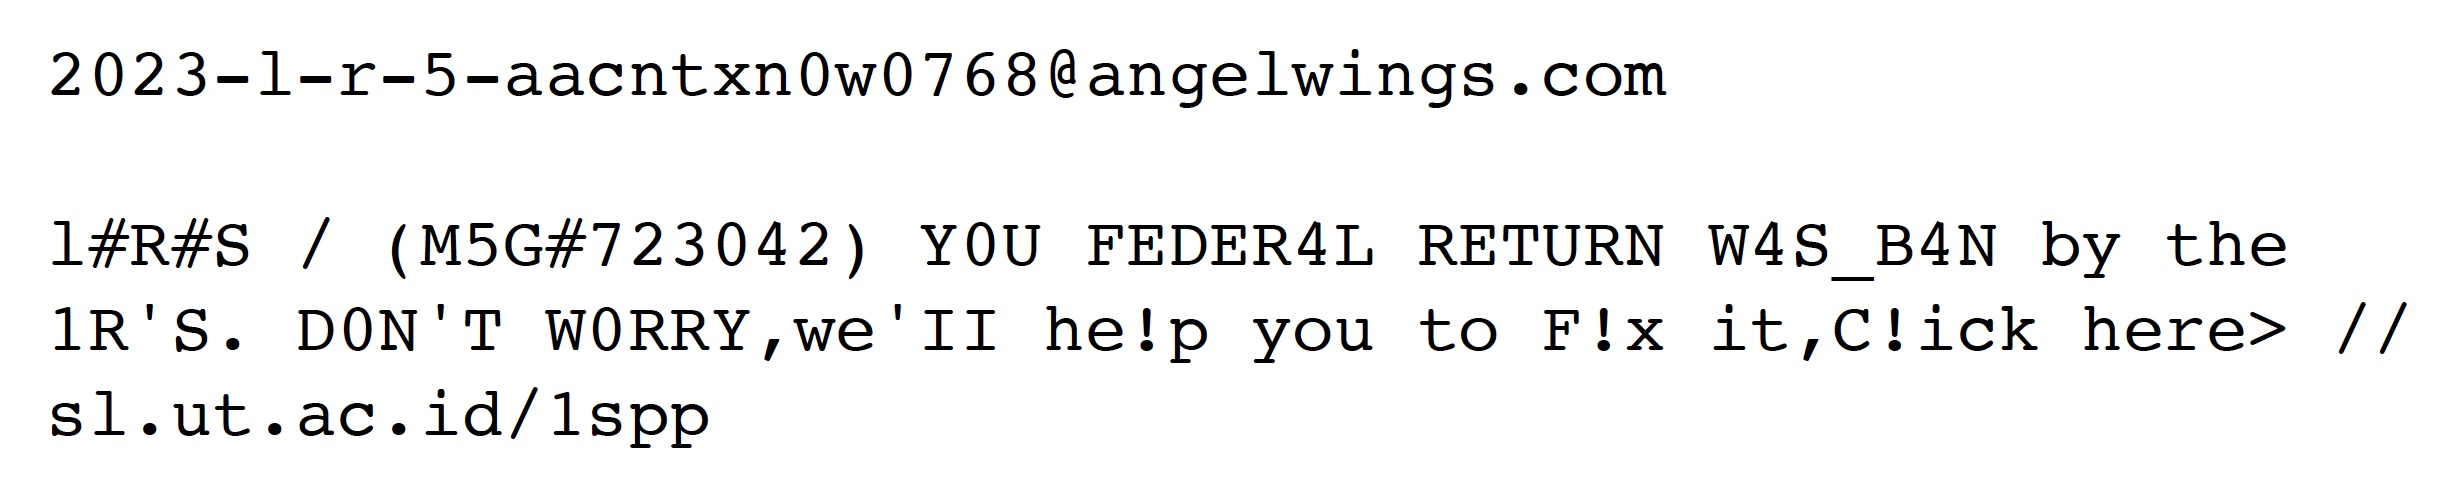 2023-l-r-5-aacntxn0w0768@angelwings.com
l#R#S / (M5G#723042) Y0U FEDER4L RETURN W4S_B4N by the
1R'S. D0N'T W0RRY,we'II he!p you to F!x it,C!ick here> //
sl.ut.ac.id/1spp